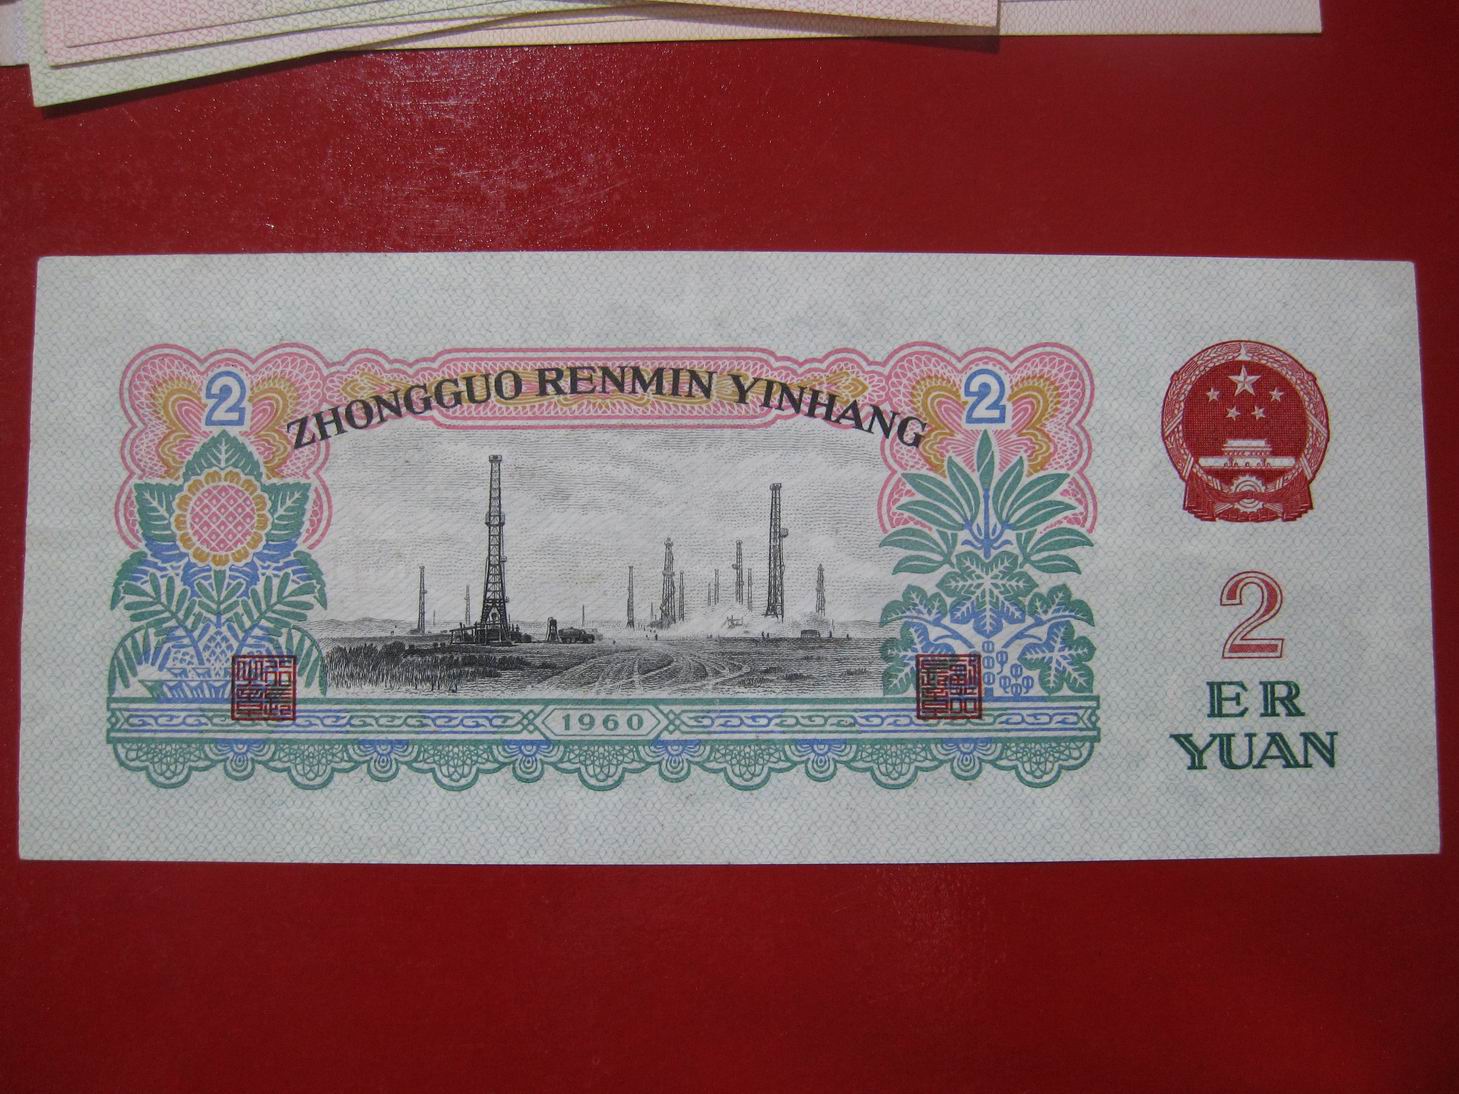 ZHONGGUO RENMIN YINHANG
2
2
1960
2
ER
YUAN